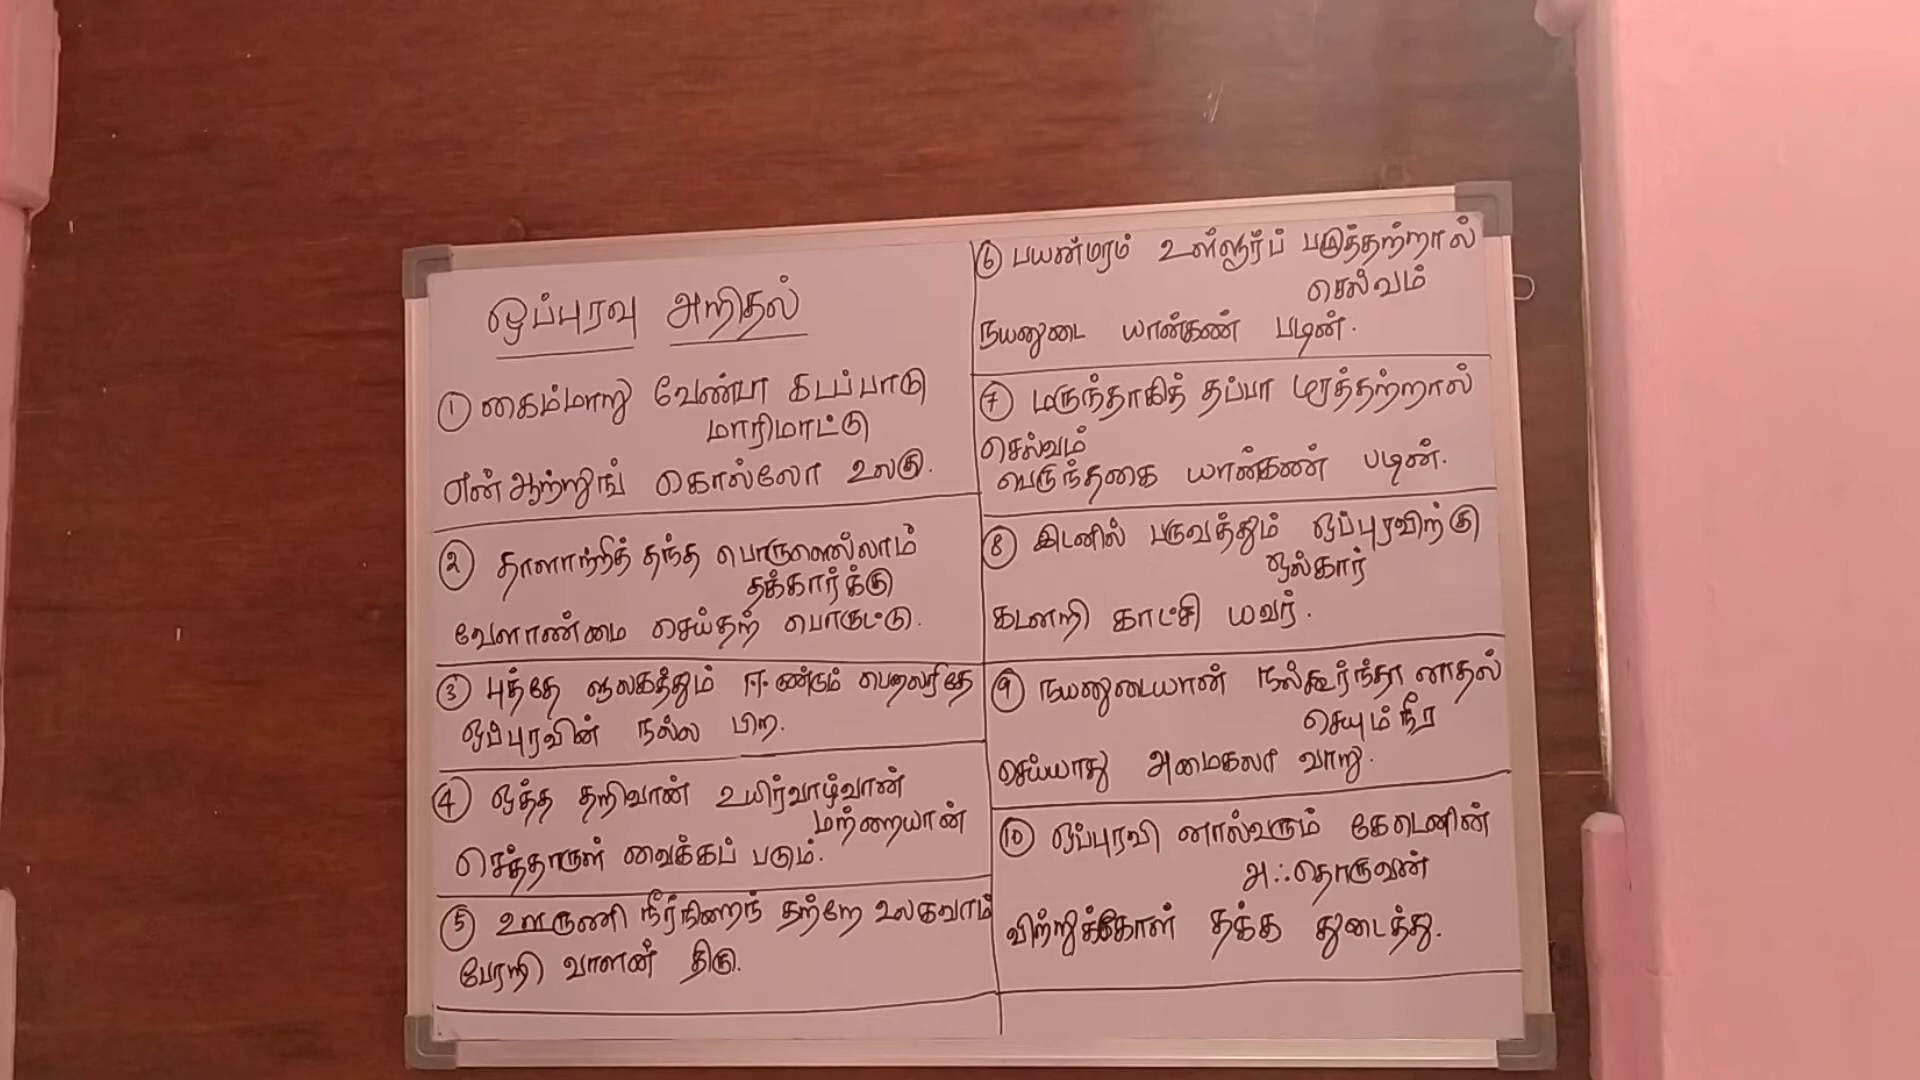 ஒப்புரவு அறிதல்
① கைம்மாறு வேண்டா கடப்பாடு
மாரிமாட்டு
என் ஆற்றுங் கொல்லோ உலகு.
② தாளாற்றித் தந்த பொருளெல்லாம்
தக்கார்க்கு
வேளாண்மை செய்தற் பொருட்டு.
③ புத்தே ளுலகத்தும் ஈண்டும் பெறலரிதே
ஒப்புரவின் நல்ல பிற.
④ ஒத்த தறிவான் உயிர்வாழ்வான்
மற்றையான்
செத்தாருள் வைக்கப் படும்.
⑤ ஊருணி நீர்நிறைந் தற்றே உலகவாம்
பேரறி வாளன் திரு.
⑥ பயன்மரம் உள்ளூர்ப் பழுத்தற்றால்
செல்வம்
நயனுடை யான்கண் படின்.
⑦ மருந்தாகித் தப்பா மரத்தற்றால்
செல்வம்
பெருந்தகை யான்கண் படின்.
⑧ இடனில் பருவத்தும் ஒப்புரவிற்கு
ஒல்கார்
கடனறி காட்சி யவர்.
⑨ நயனுடையான் நல்கூர்ந்தா னாதல்
செயும் நீர
செய்யாது அமைகலா வாறு.
⑩ ஒப்புரவி னால்வரும் கேடெனின்
அஃதொருவன்
விற்றுக்கோள் தக்க துடைத்து.